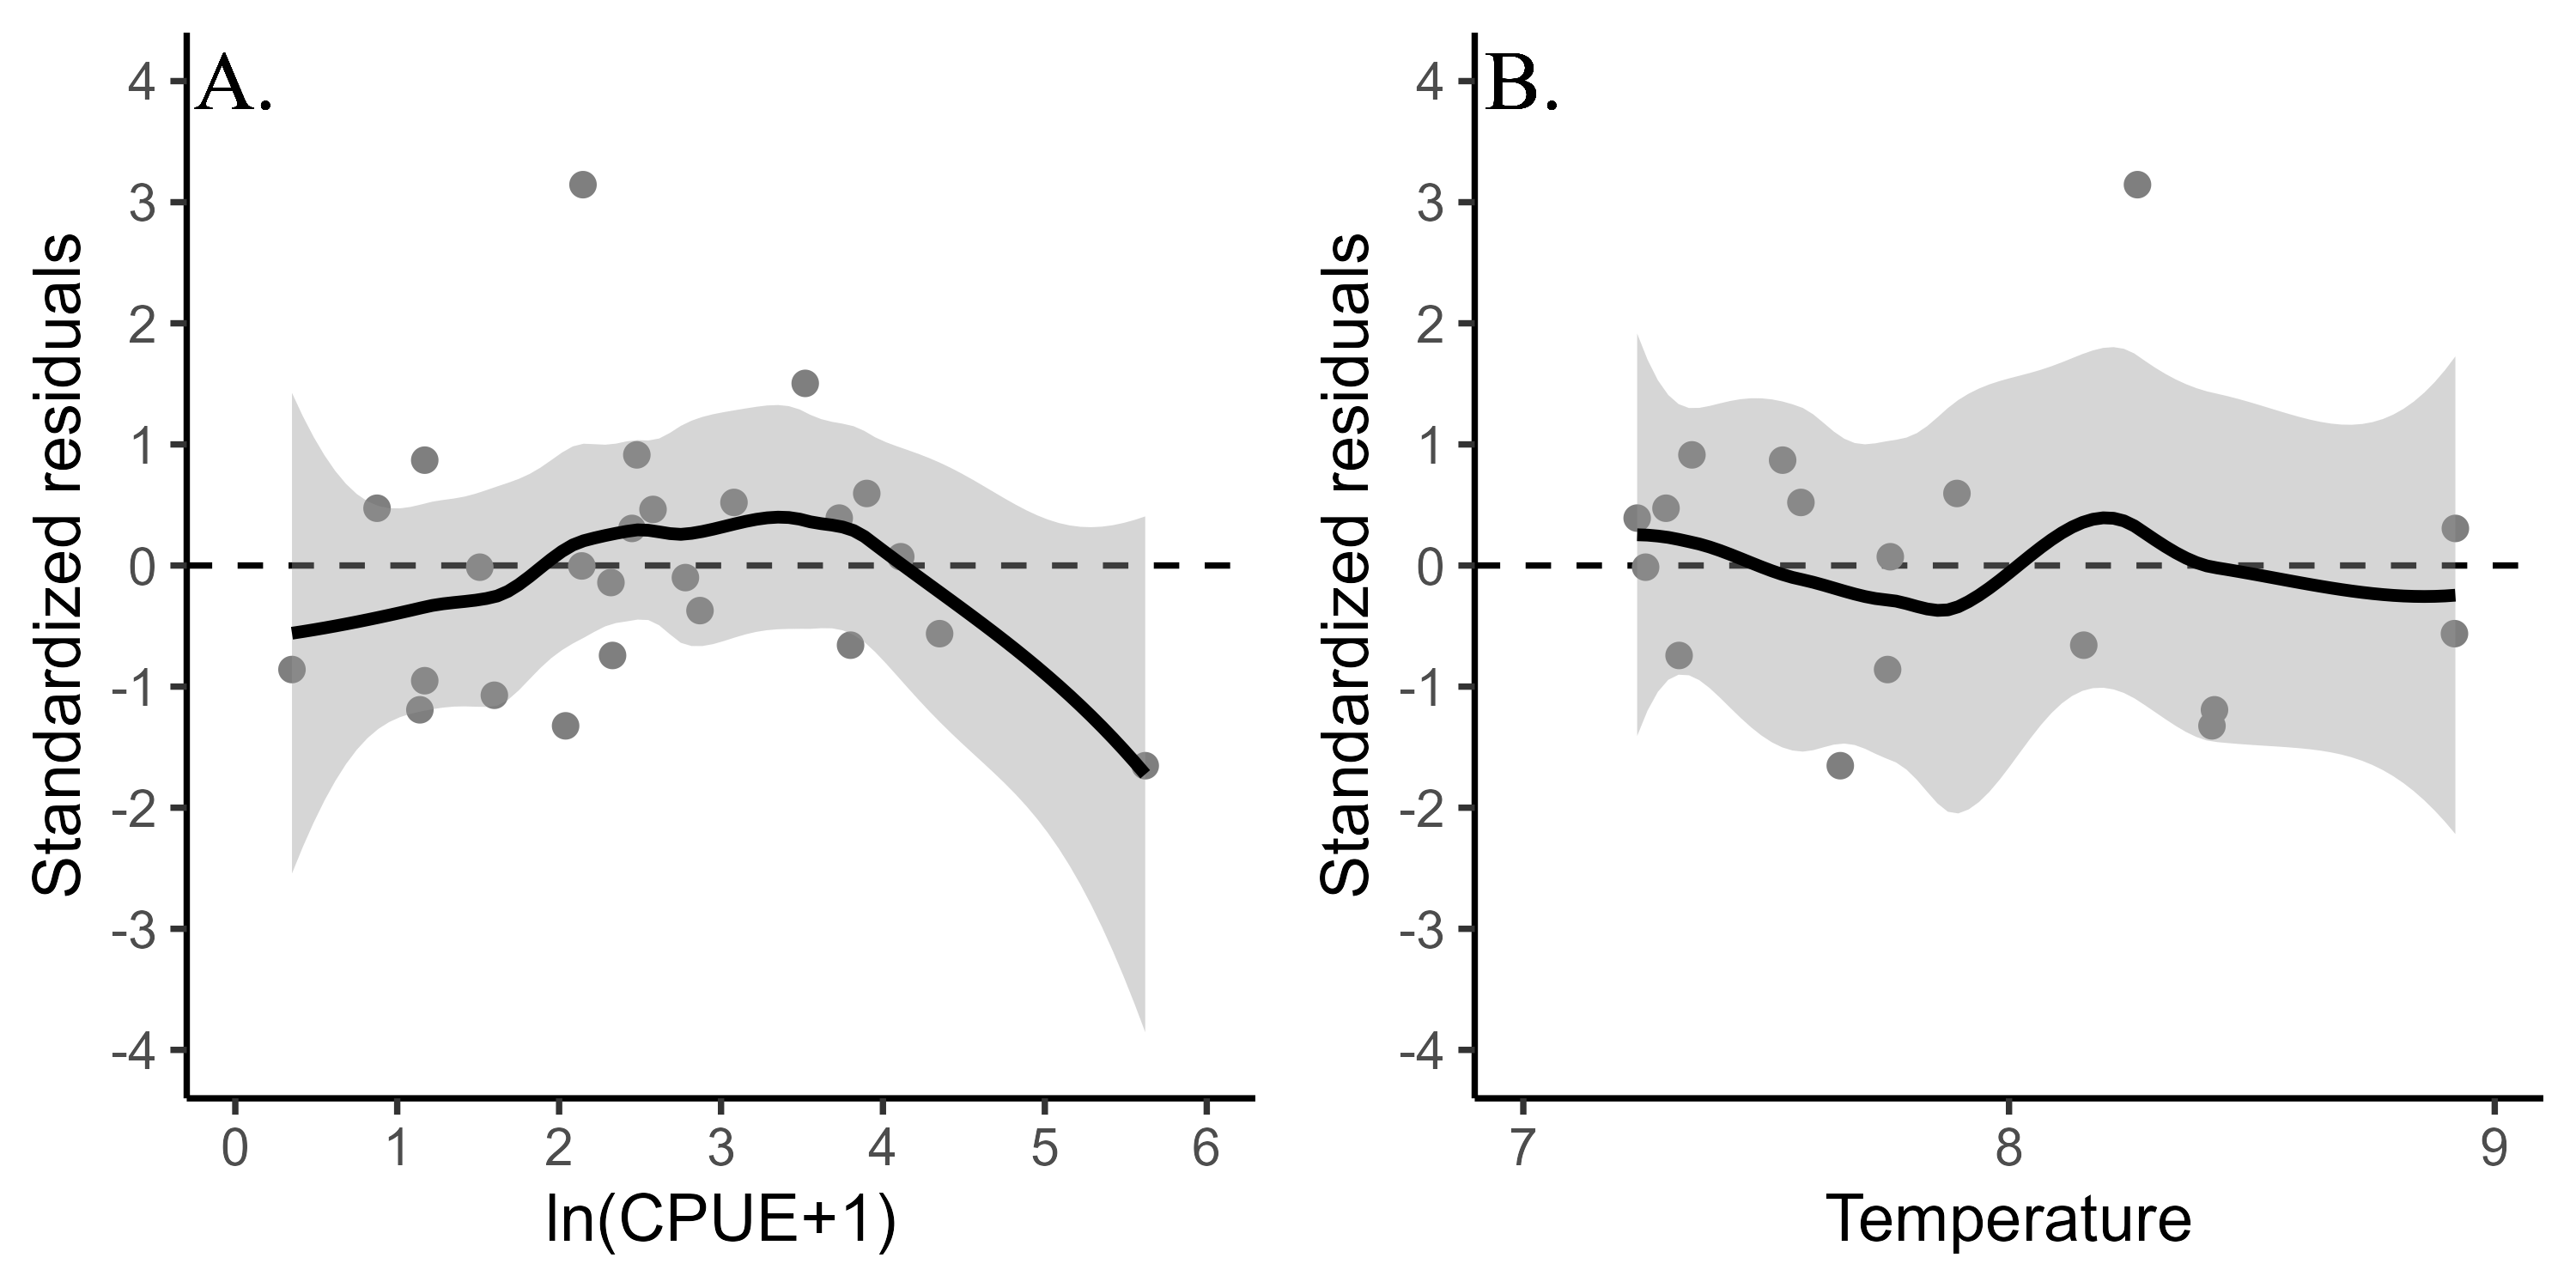 A.
Standardized residuals
4
3
2
1
0
-1
-2
-3
-4
0 1 2 3 4 5 6
ln(CPUE+1)
B.
Standardized residuals
4
3
2
1
0
-1
-2
-3
-4
7 8 9
Temperature